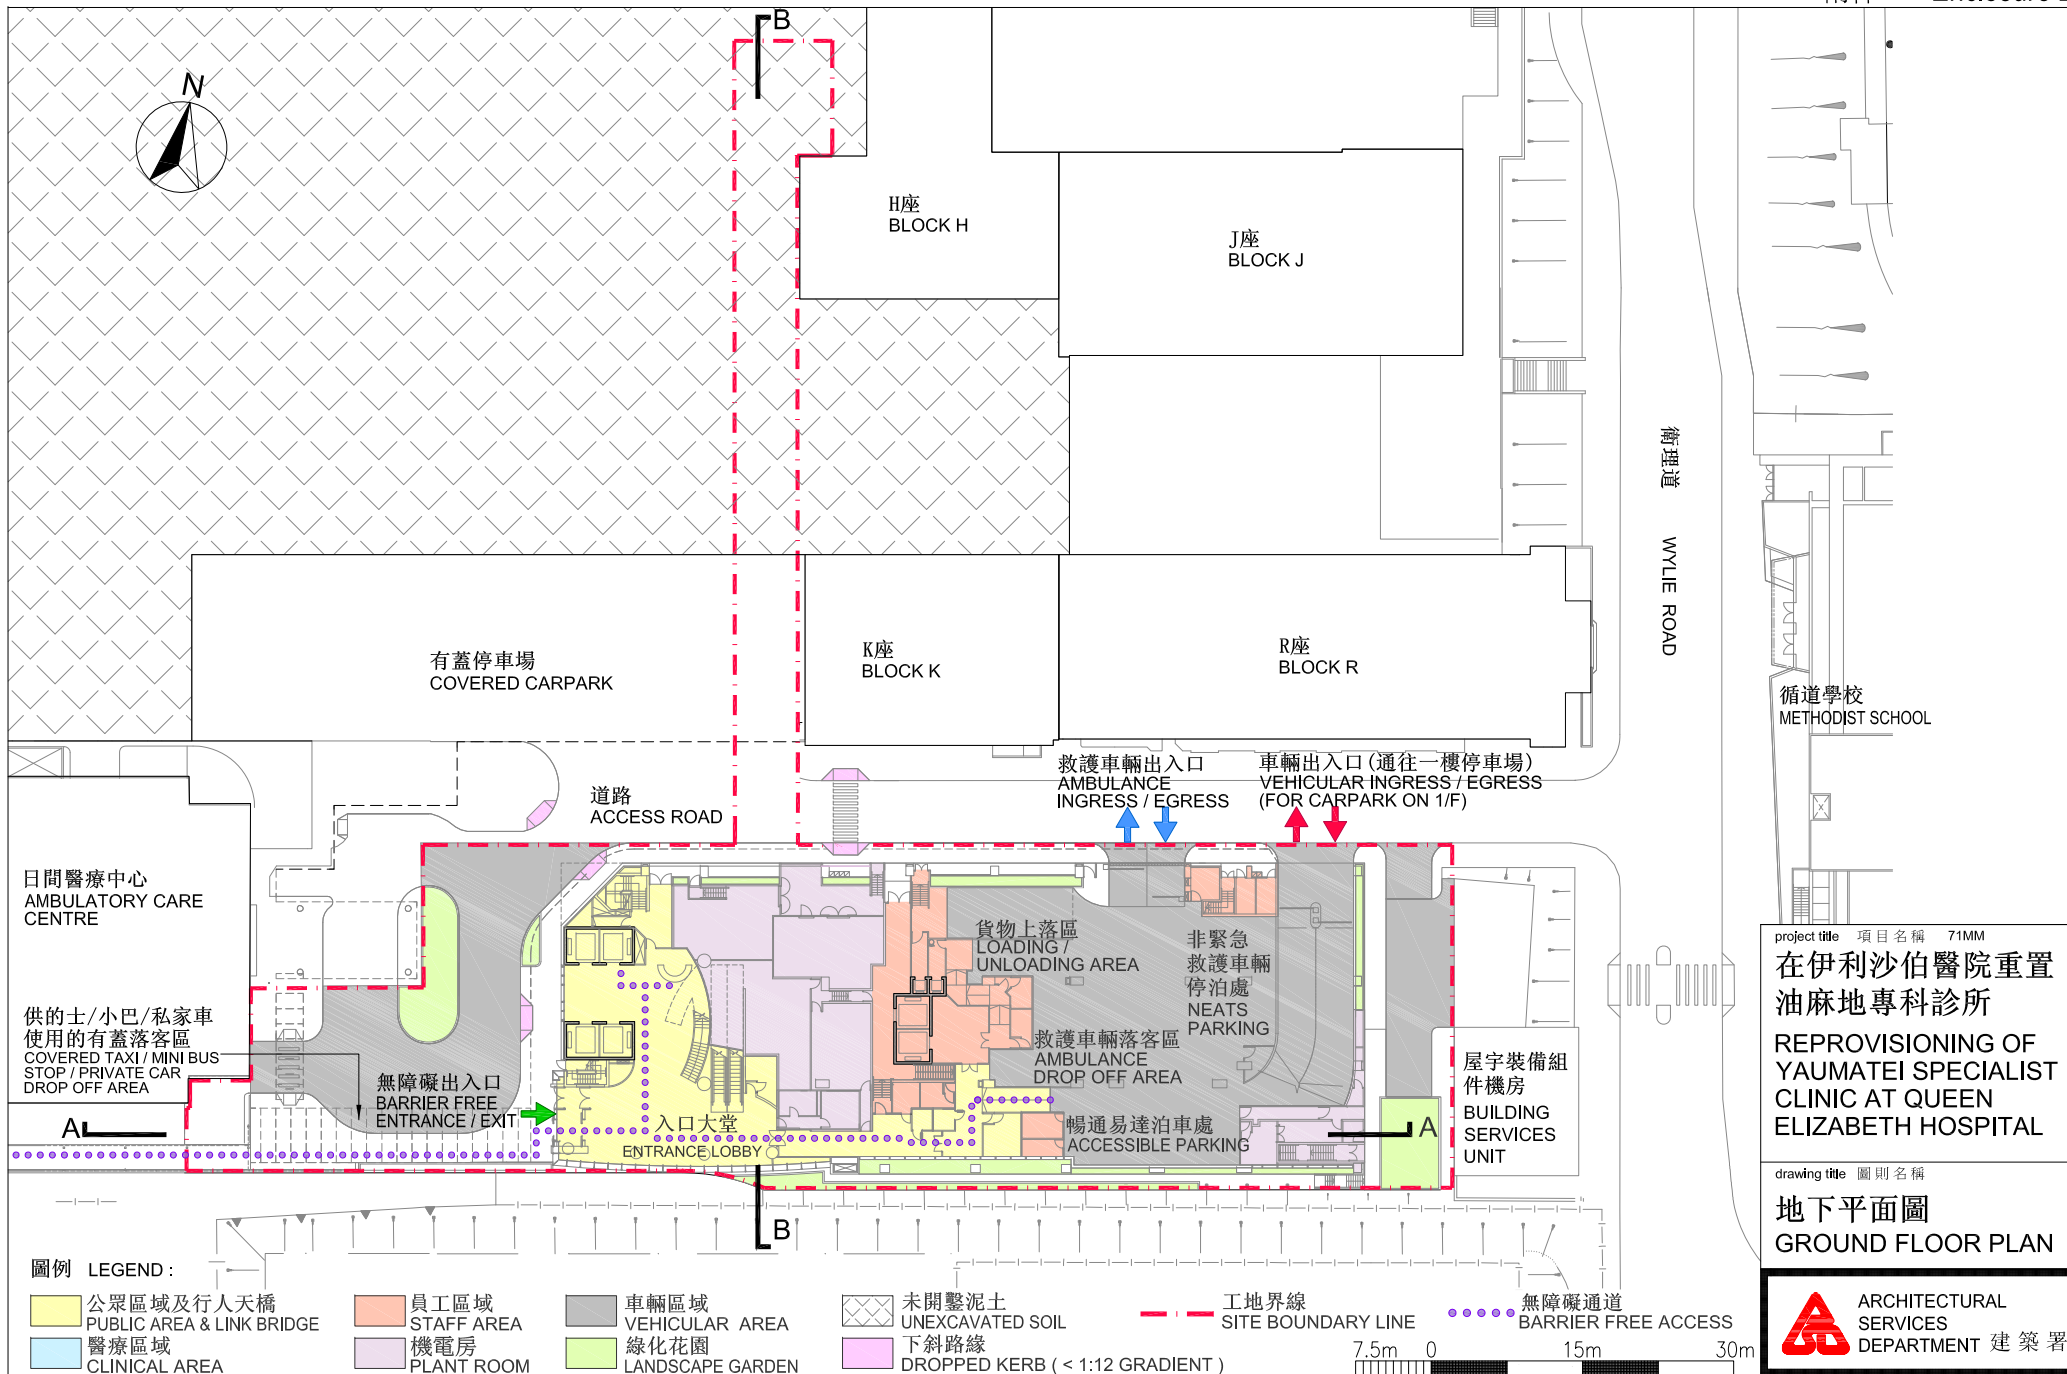 B
N
H座
BLOCK H
J座
BLOCK J
衛理道
WYLIE ROAD
有蓋停車場
COVERED CARPARK
K座
BLOCK K
R座
BLOCK R
循道學校
METHODIST SCHOOL
救護車輛出入口
AMBULANCE
INGRESS / EGRESS
車輛出入口 (通往一樓停車場)
VEHICULAR INGRESS / EGRESS
(FOR CARPARK ON 1/F)
道路
ACCESS ROAD
日間醫療中心
AMBULATORY CARE
CENTRE
貨物上落區
LOADING /
UNLOADING AREA
非緊急
救護車輛
停泊處
NEATS
PARKING
供的士/小巴/私家車
使用的有蓋落客區
COVERED TAXI / MINI BUS
STOP / PRIVATE CAR
DROP OFF AREA
救護車輛落客區
AMBULANCE
DROP OFF AREA
無障礙出入口
BARRIER FREE
ENTRANCE / EXIT
屋宇裝備組
件機房
BUILDING
SERVICES
UNIT
入口大堂
ENTRANCE LOBBY
暢通易達泊車處
ACCESSIBLE PARKING
A
A
B
project title 項目名稱 71MM
在伊利沙伯醫院重置
油麻地專科診所
REPROVISIONING OF
YAUMATEI SPECIALIST
CLINIC AT QUEEN
ELIZABETH HOSPITAL
drawing title 圖則名稱
地下平面圖
GROUND FLOOR PLAN
ARCHITECTURAL
SERVICES
DEPARTMENT 建築署
圖例 LEGEND :
公眾區域及行人天橋
PUBLIC AREA & LINK BRIDGE
醫療區域
CLINICAL AREA
員工區域
STAFF AREA
機電房
PLANT ROOM
車輛區域
VEHICULAR AREA
綠化花園
LANDSCAPE GARDEN
未開鑿泥土
UNEXCAVATED SOIL
下斜路緣
DROPPED KERB ( < 1:12 GRADIENT )
工地界線
SITE BOUNDARY LINE
無障礙通道
BARRIER FREE ACCESS
7.5m 0 15m 30m